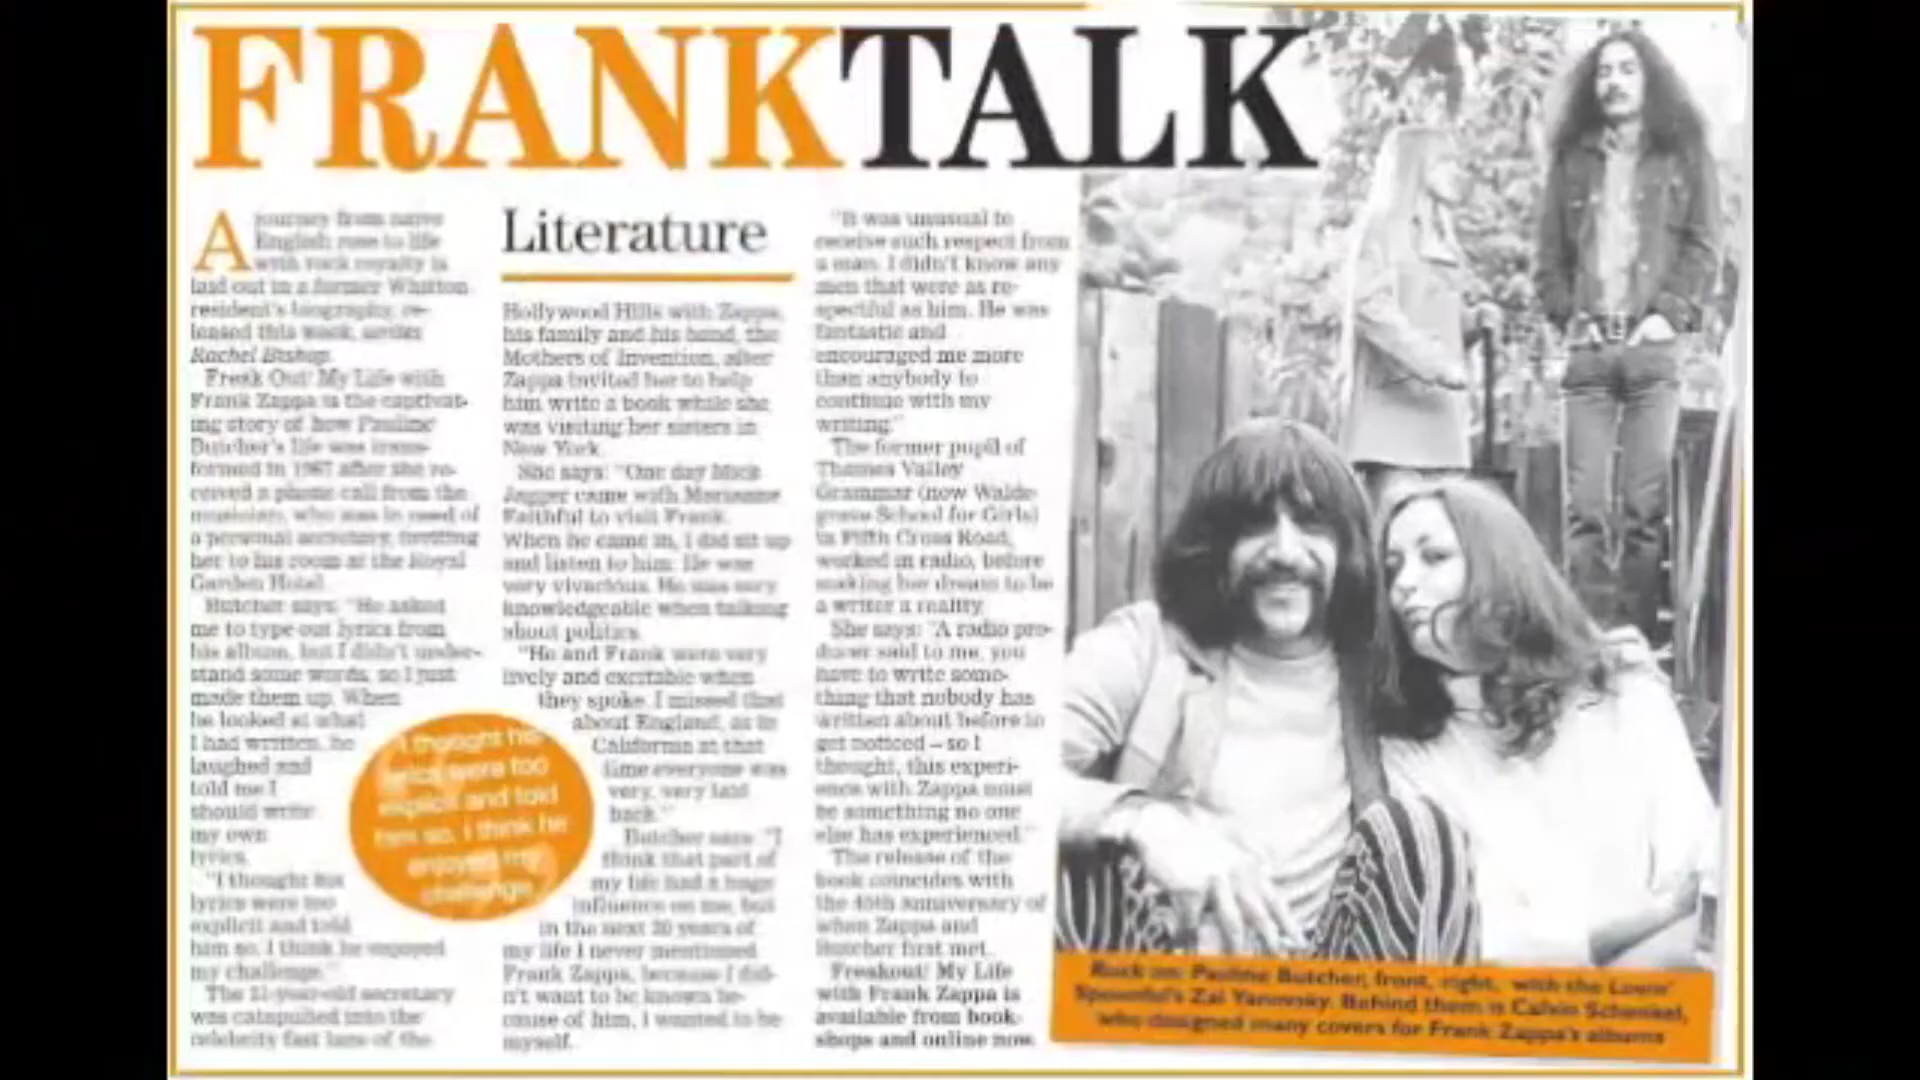 FRANKTALK
A journey from naive
English rose to life
with rock royalty is
laid out in a former Whitton
resident's biography, re-
leased this week, writes
Rachel Bishop.
Freak Out! My Life with
Frank Zappa is the captivat-
ing story of how Pauline
Butcher's life was trans-
formed in 1967 after she re-
ceived a phone call from the
musician, who was in need of
a personal secretary, inviting
her to his room at the Royal
Garden Hotel.
Butcher says: "He asked
me to type out lyrics from
his album, but I didn't under-
stand some words, so I just
made them up. When
he looked at what
I had written, he
laughed and
told me I
should write
my own
lyrics.
"I thought his
lyrics were too
explicit and told
him so. I think he enjoyed
my challenge."
The 21-year-old secretary
was catapulted into the
celebrity fast lane of the
I thought his
lyrics were too
explicit and told
him so. I think he
enjoyed my
challenge
Literature
Hollywood Hills with Zappa,
his family and his band, the
Mothers of Invention, after
Zappa invited her to help
him write a book while she
was visiting her sisters in
New York.
She says: "One day Mick
Jagger came with Marianne
Faithful to visit Frank.
When he came in, I did sit up
and listen to him. He was
very vivacious. He was very
knowledgeable when talking
about politics.
"He and Frank were very
lively and excitable when
they spoke. I missed that
about England, as in
California at that
time everyone was
very, very laid
back."
Butcher says: "I
think that part of
my life had a huge
influence on me, but
in the next 20 years of
my life I never mentioned
Frank Zappa, because I did-
n't want to be known be-
cause of him, I wanted to be
myself.
"It was unusual to
receive such respect from
a man. I didn't know any
men that were as re-
spectful as him. He was
fantastic and
encouraged me more
than anybody to
continue with my
writing."
The former pupil of
Thames Valley
Grammar (now Walde-
grave School for Girls)
in Fifth Cross Road,
worked in radio, before
making her dream to be
a writer a reality.
She says: "A radio pro-
ducer said to me, you
have to write some-
thing that nobody has
written about before to
get noticed – so I
thought, this experi-
ence with Zappa must
be something no one
else has experienced."
The release of the
book coincides with
the 45th anniversary of
when Zappa and
Butcher first met.
Freakout! My Life
with Frank Zappa is
available from book-
shops and online now.
Rock on: Pauline Butcher, front, right, with the Lovin'
Spoonful's Zal Yanovsky. Behind them is Calvin Schenkel,
who designed many covers for Frank Zappa's albums